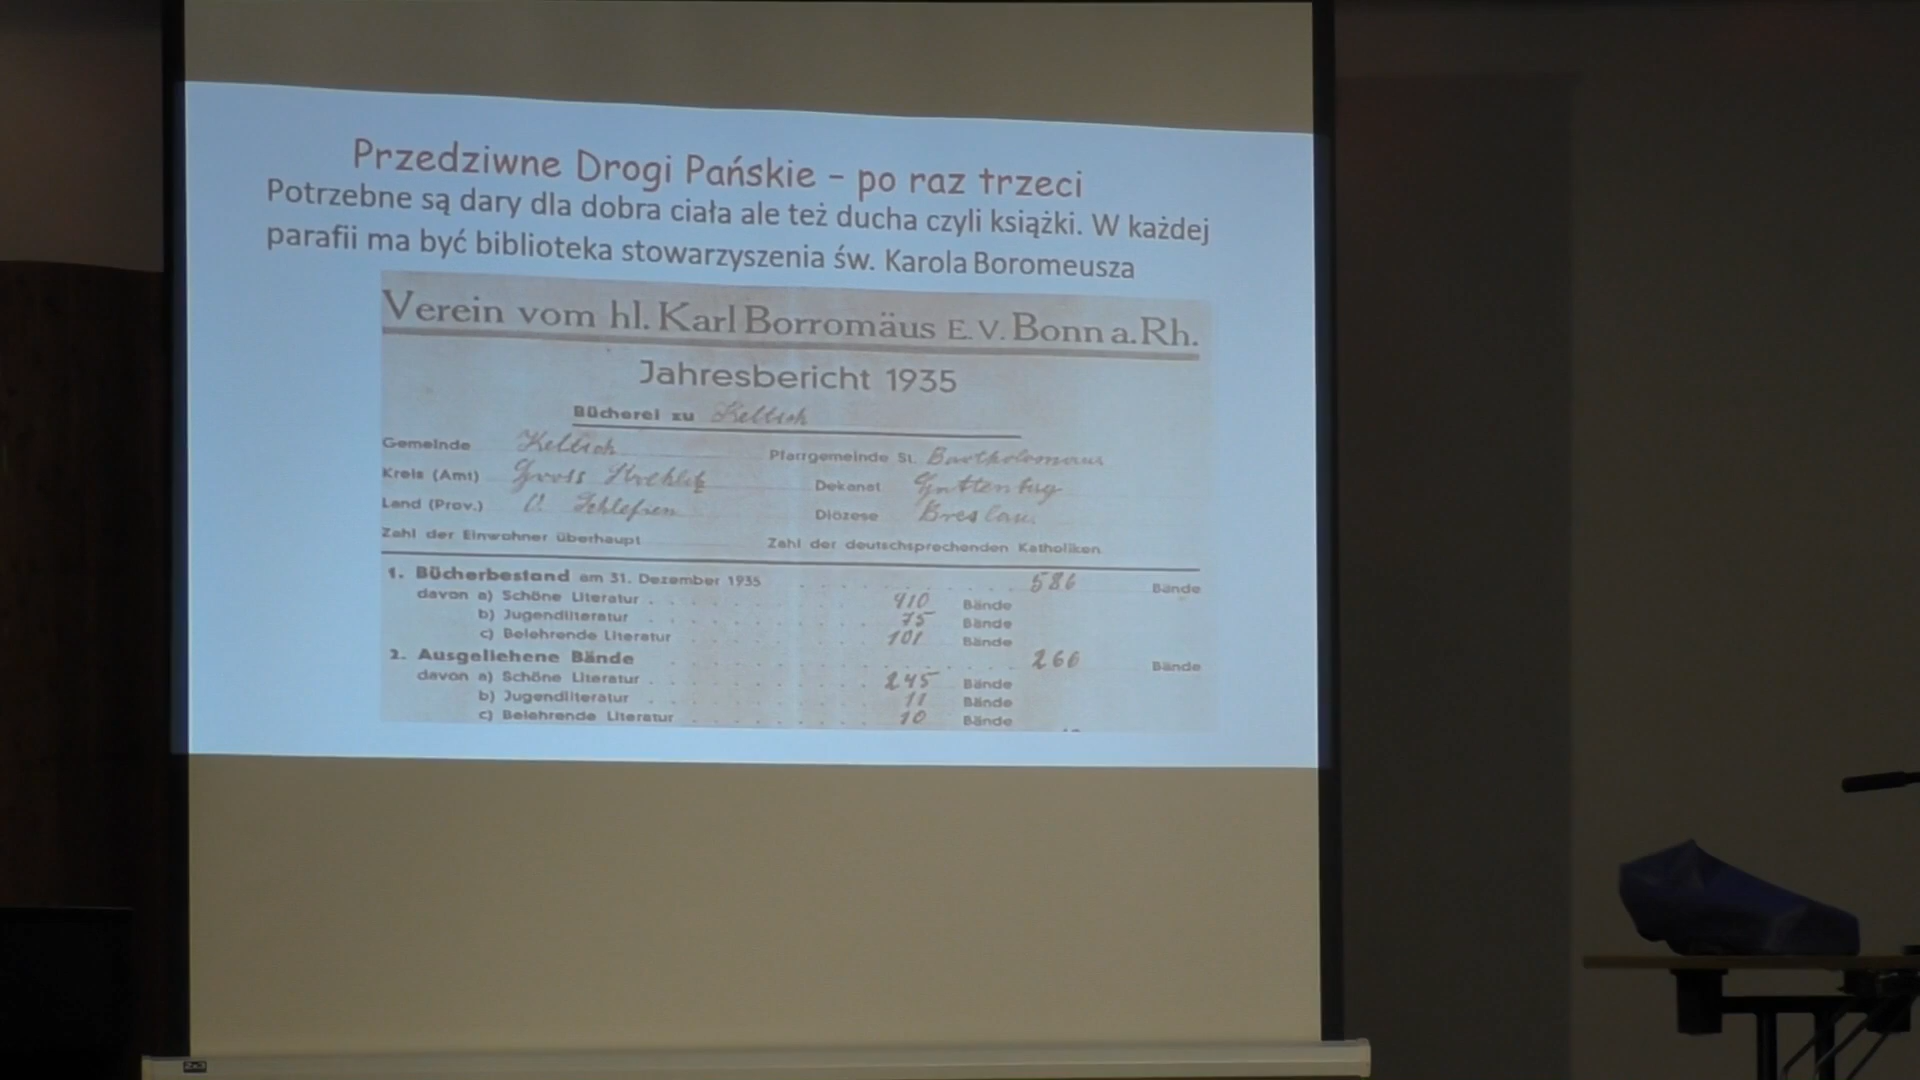 Przedziwne Drogi Pańskie – po raz trzeci
Potrzebne są dary dla dobra ciała ale też ducha czyli książki. W każdej
parafii ma być biblioteka stowarzyszenia św. Karola Boromeusza
Verein vom hl. Karl Borromäus E.V. Bonn a. Rh.
Jahresbericht 1935
Bücherei zu Keltsch
Gemeinde Keltsch Pfarrgemeinde St. Bartholomäus
Kreis (Amt) Gross Strehlitz Dekanat
Land (Prov.) O. Schlesien Diözese Breslau
Zahl der Einwohner überhaupt Zahl der deutschsprechenden Katholiken
1. Bücherbestand am 31. Dezember 1935 586 Bände
davon a) Schöne Literatur 410 Bände
b) Jugendliteratur 75 Bände
c) Belehrende Literatur 101 Bände
2. Ausgeliehene Bände 266 Bände
davon a) Schöne Literatur 245 Bände
b) Jugendliteratur 11 Bände
c) Belehrende Literatur 10 Bände